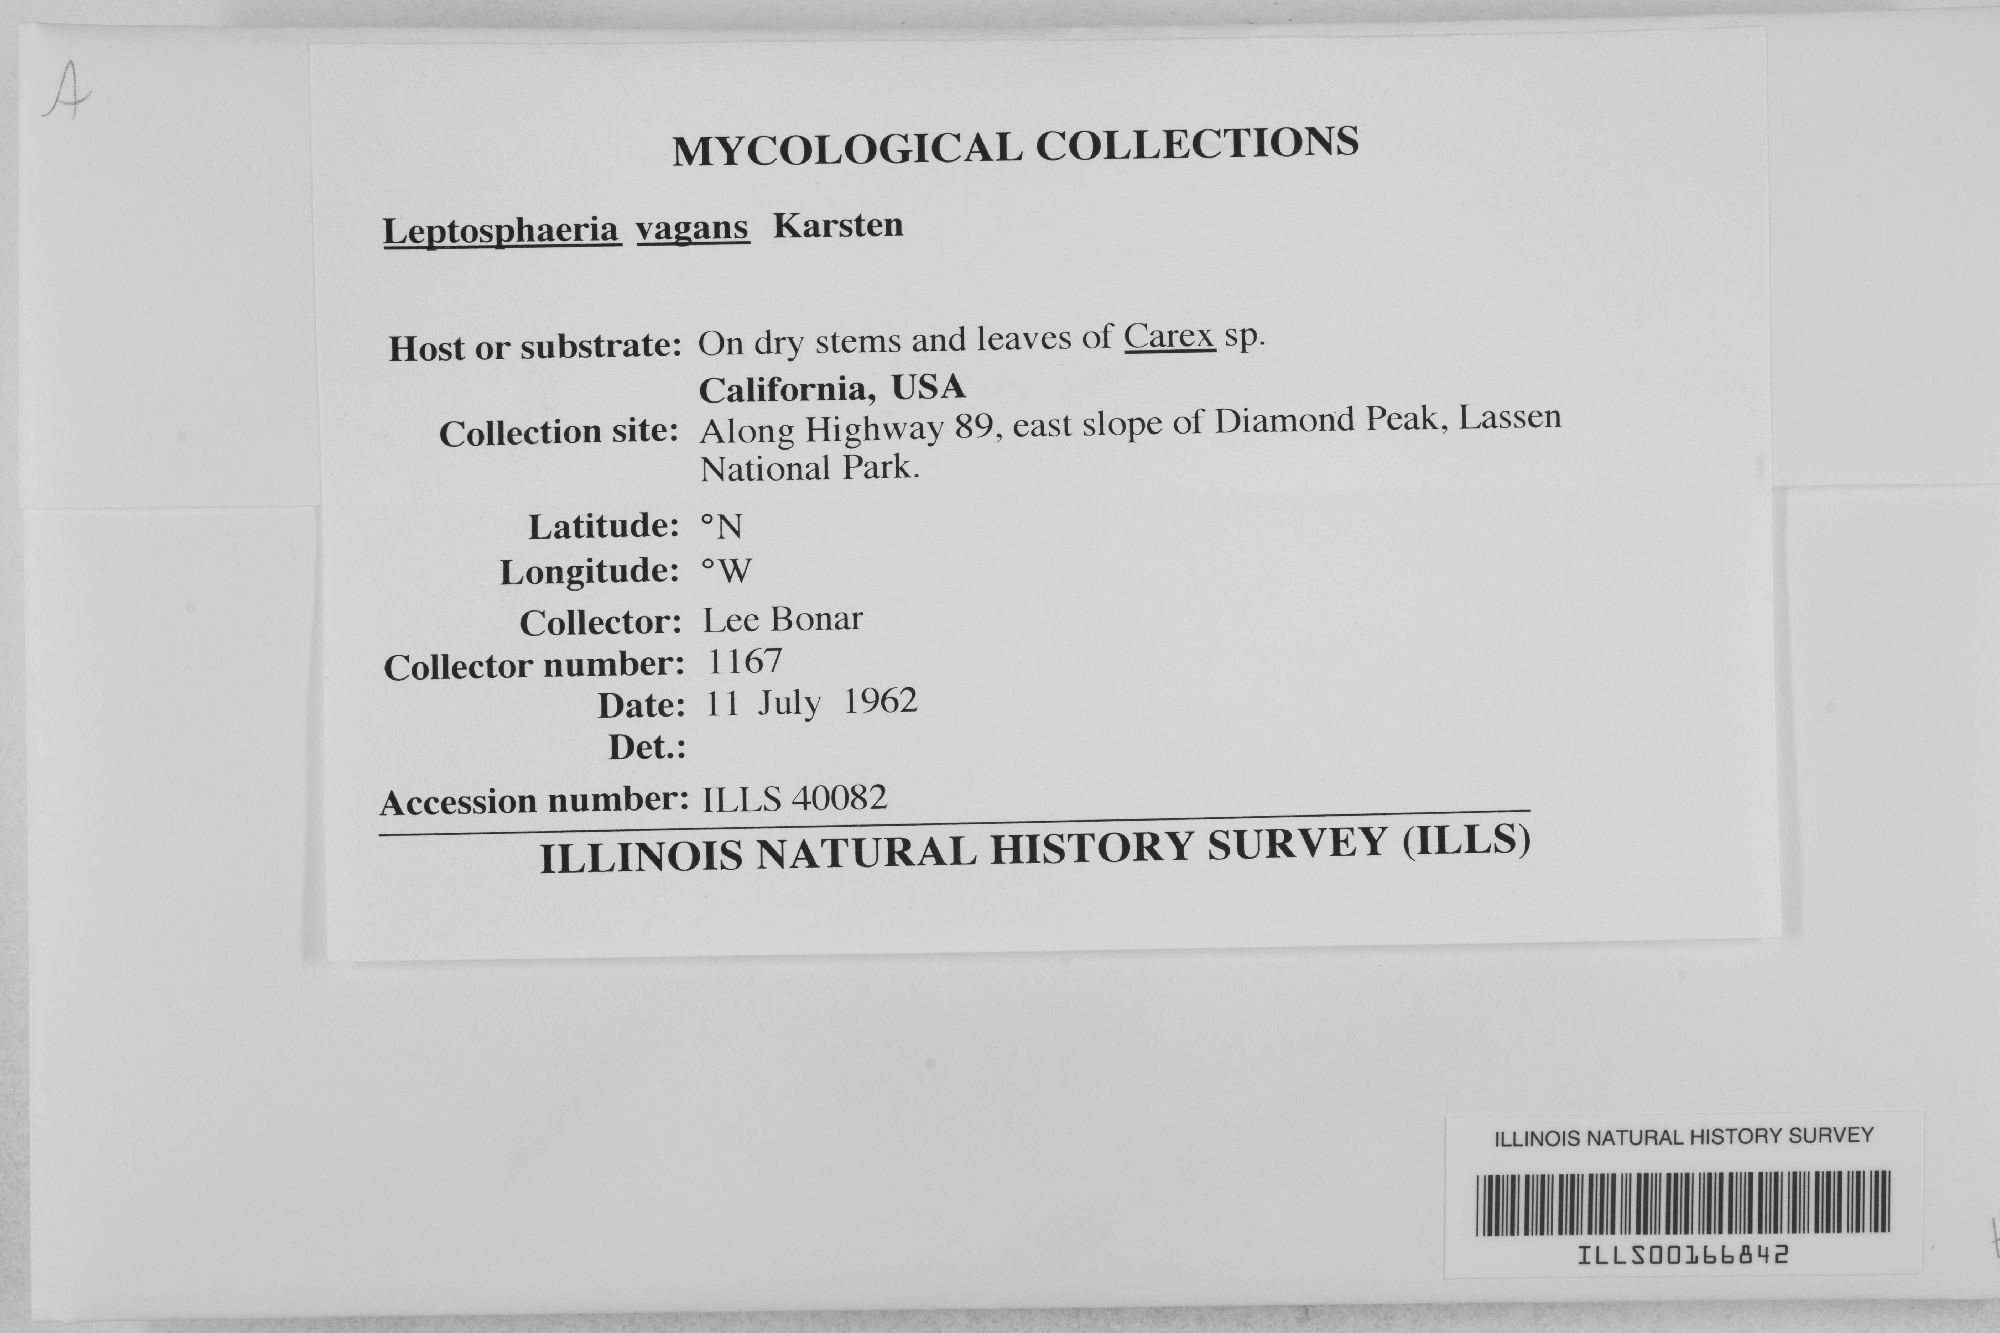 A
MYCOLOGICAL COLLECTIONS
Leptosphaeria vagans Karsten
Host or substrate: On dry stems and leaves of Carex sp.
California, USA
Collection site: Along Highway 89, east slope of Diamond Peak, Lassen
National Park.
Latitude: °N
Longitude: °W
Collector: Lee Bonar
Collector number: 1167
Date: 11 July 1962
Det.:
Accession number: ILLS 40082
ILLINOIS NATURAL HISTORY SURVEY (ILLS)
ILLINOIS NATURAL HISTORY SURVEY
ILLS00166842